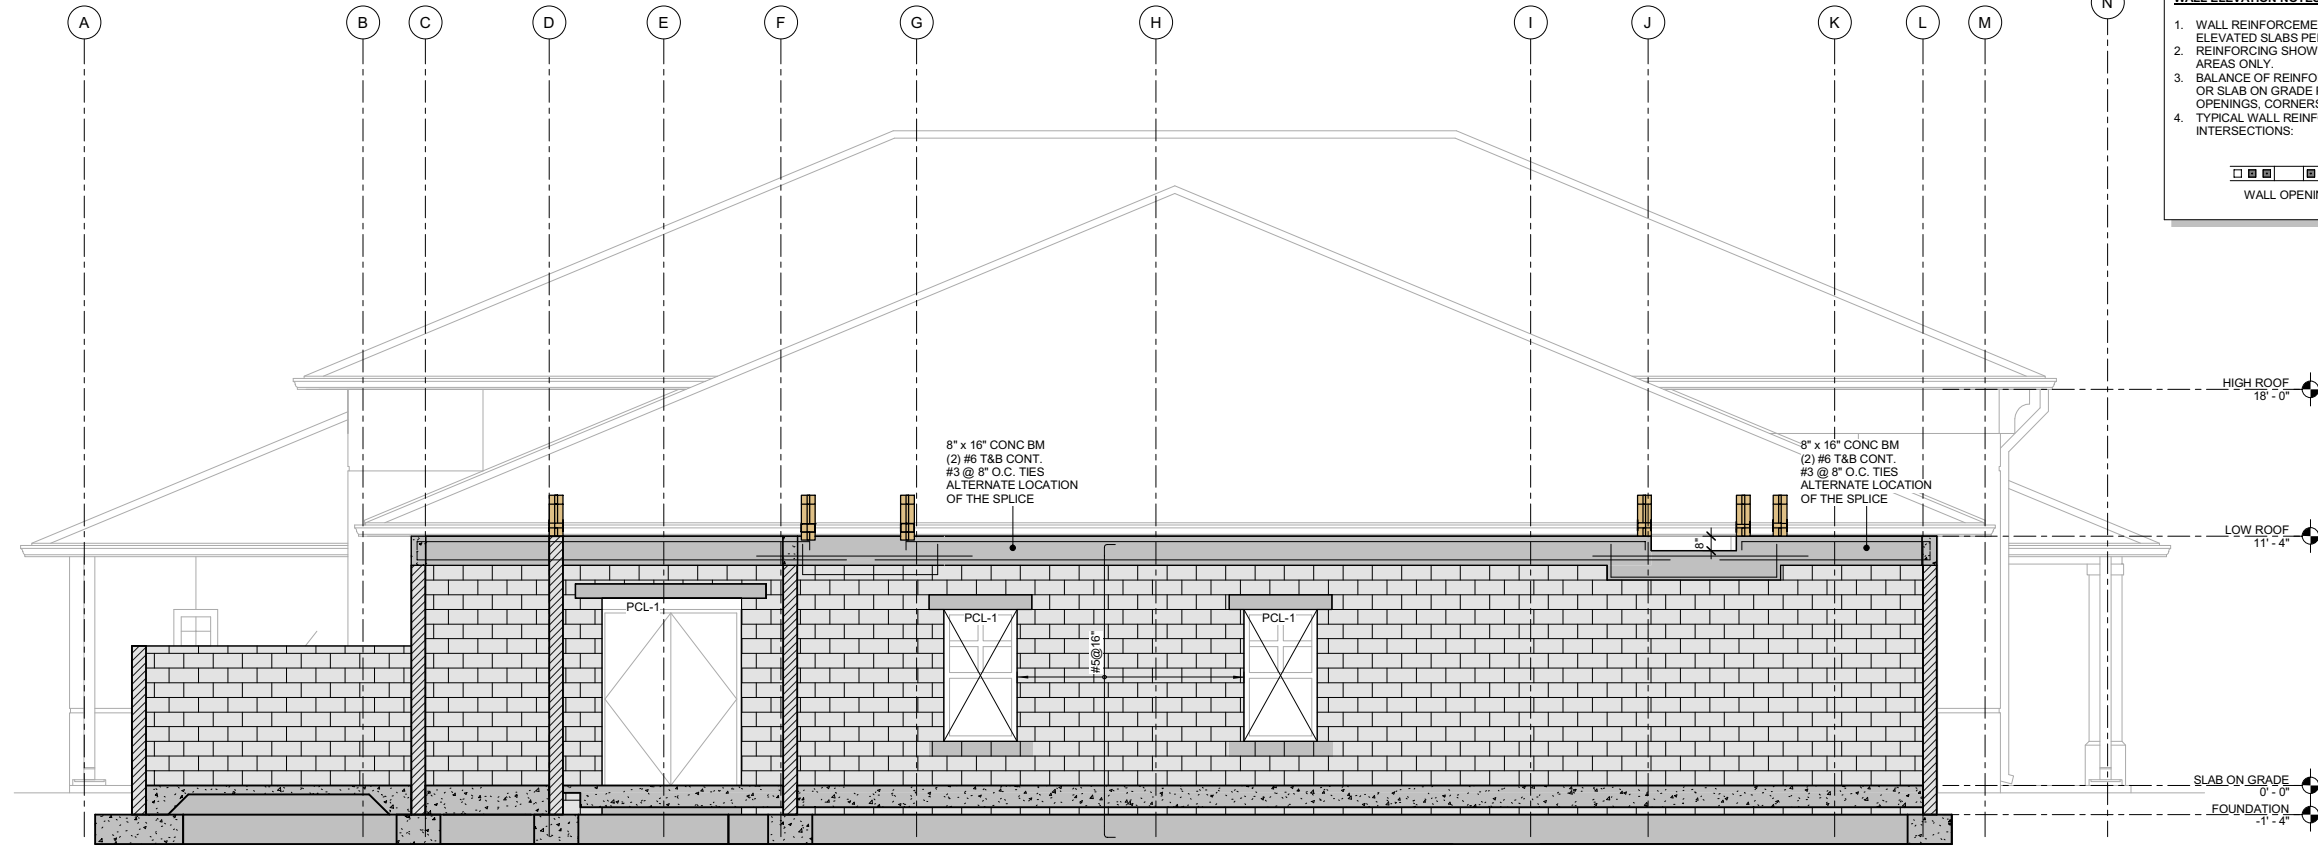 A B C D E F G H I J K L M N
1. WALL REINFORCEME
ELEVATED SLABS PE
2. REINFORCING SHOW
AREAS ONLY.
3. BALANCE OF REINFO
OR SLAB ON GRADE
OPENINGS, CORNERS
4. TYPICAL WALL REINF
INTERSECTIONS:
WALL OPENI
HIGH ROOF
18' - 0"
8" x 16" CONC BM
(2) #6 T&B CONT.
#3 @ 8" O.C. TIES
ALTERNATE LOCATION
OF THE SPLICE
8" x 16" CONC BM
(2) #6 T&B CONT.
#3 @ 8" O.C. TIES
ALTERNATE LOCATION
OF THE SPLICE
LOW ROOF
11' - 4"
8"
PCL-1
PCL-1
PCL-1
#5@16"
SLAB ON GRADE
0' - 0"
FOUNDATION
-1' - 4"